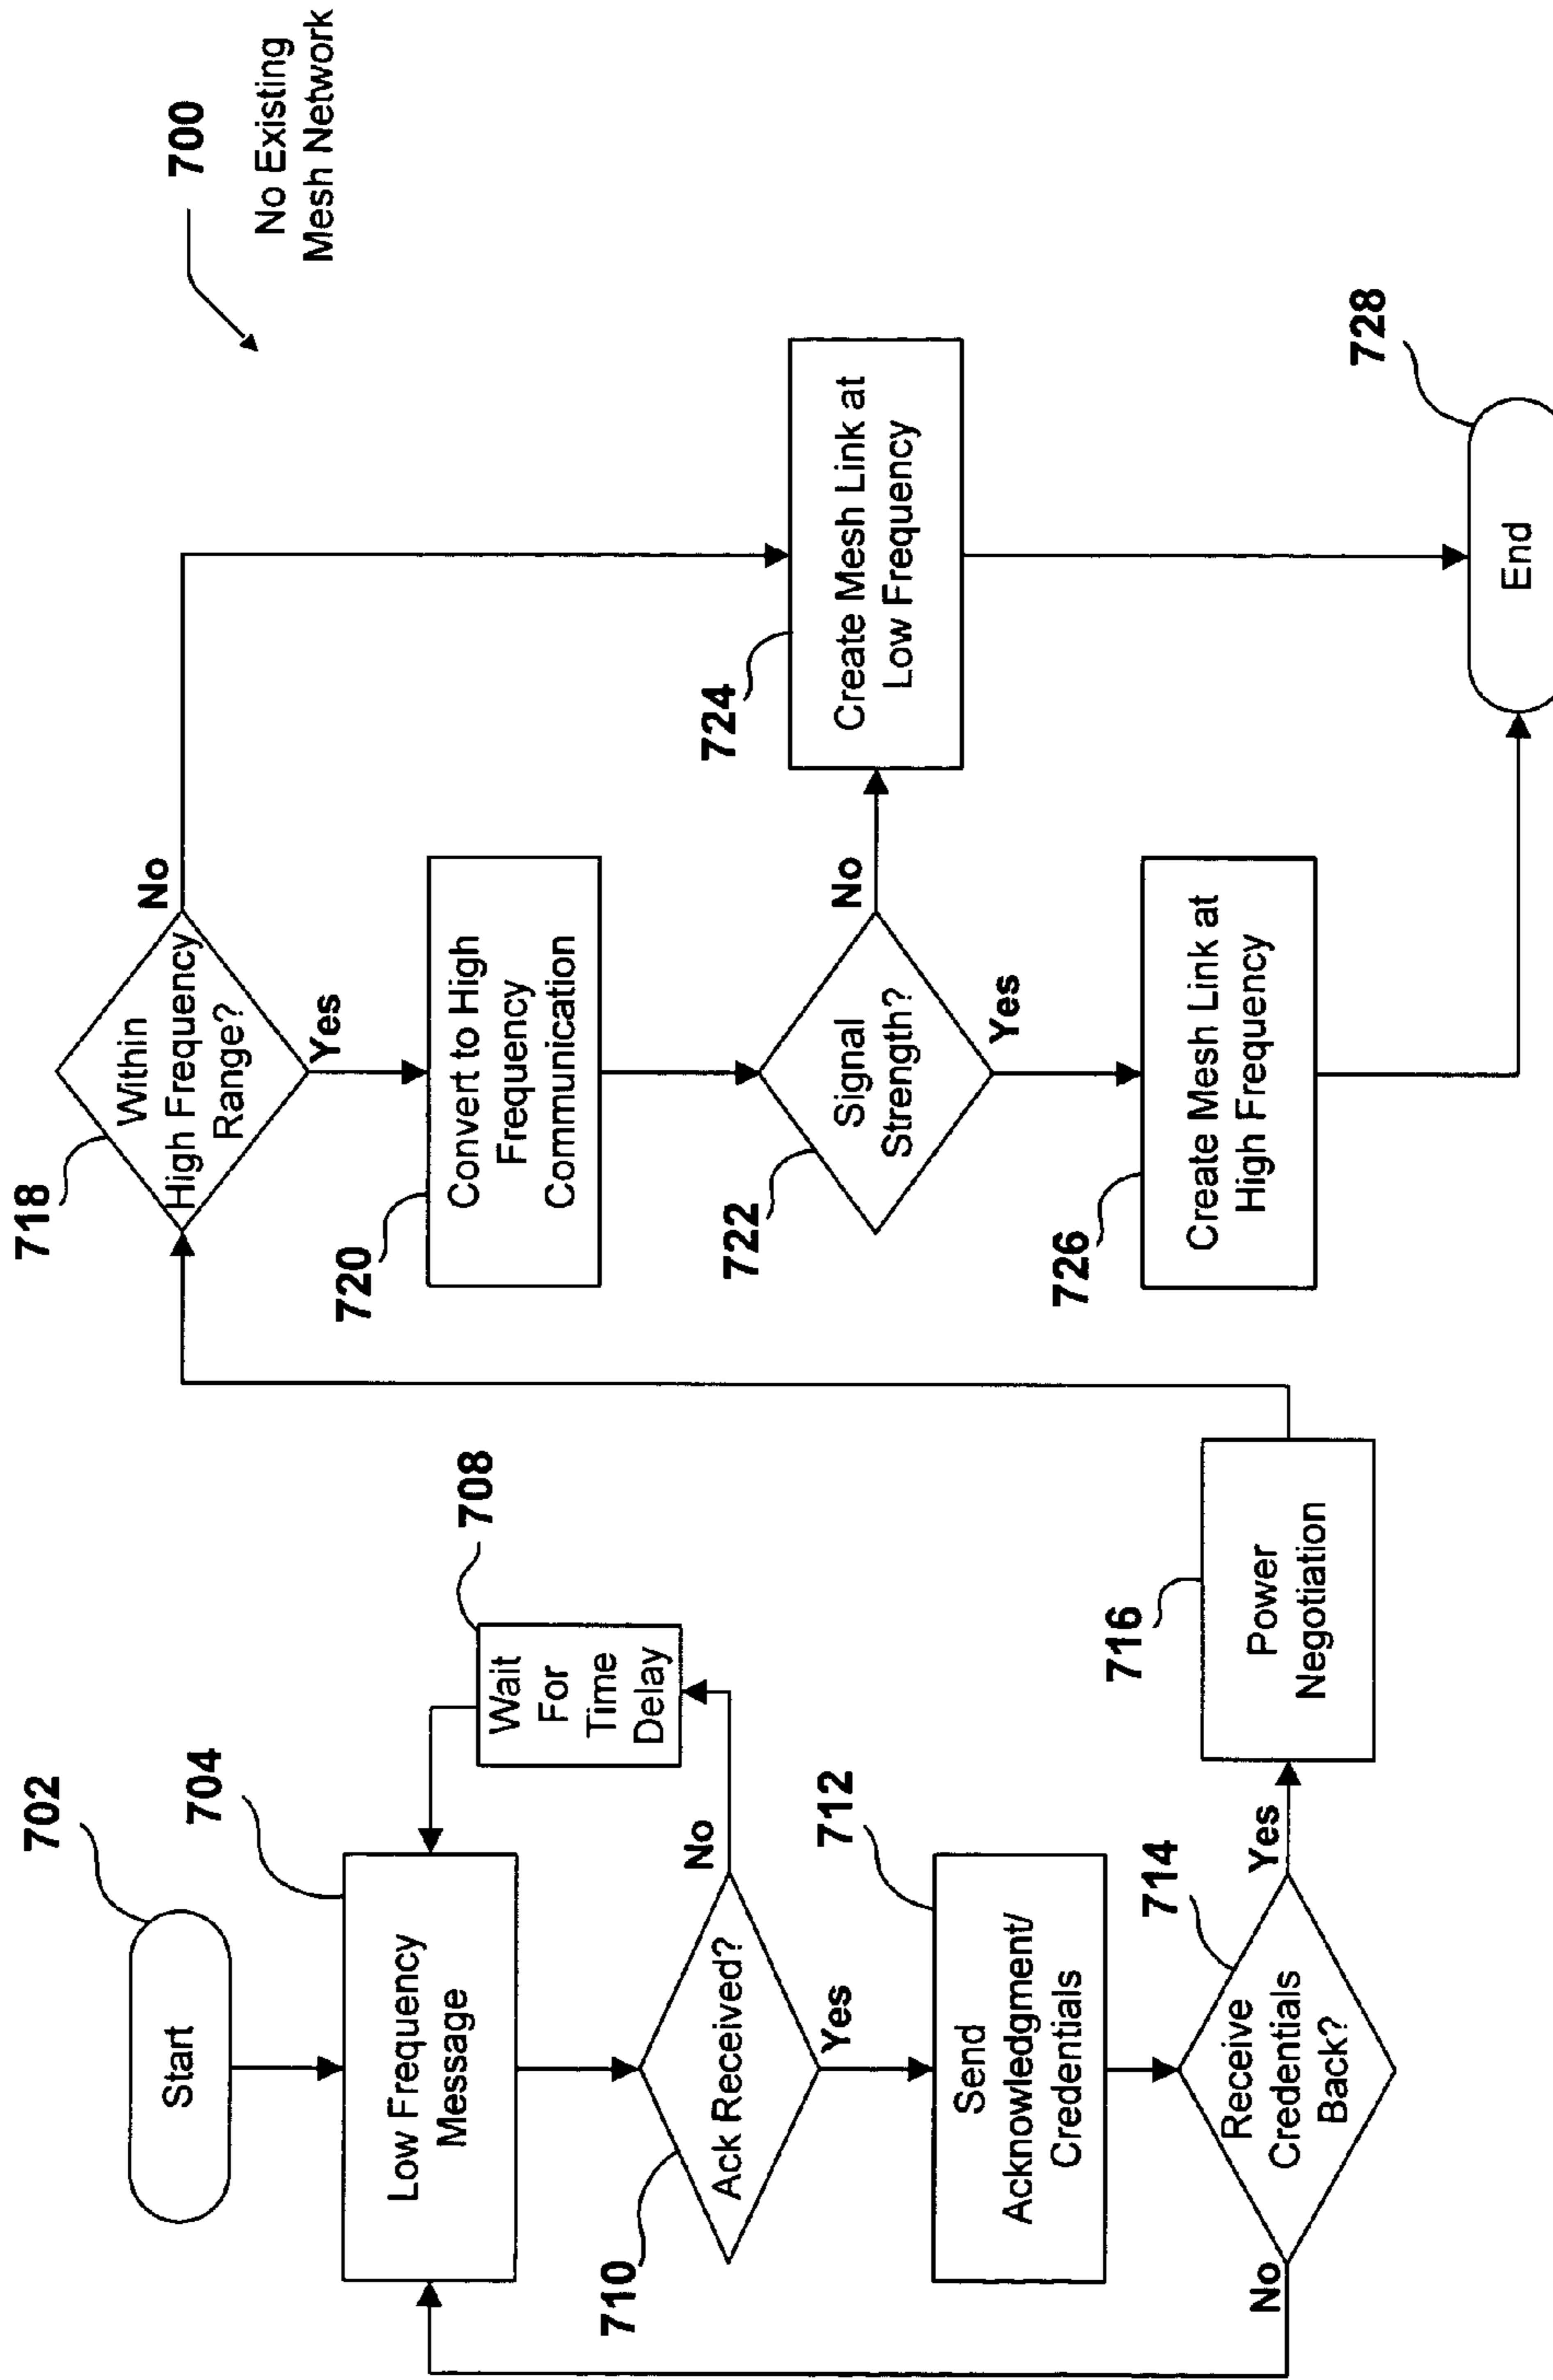 700
No Existing
Mesh Network
702
Start
704
Low Frequency
Message
708
Wait
For
Time
Delay
710
Ack Received?
No
Yes
712
Send
Acknowledgment/
Credentials
714
Receive
Credentials
Back?
No
Yes
716
Power
Negotiation
718
Within
High Frequency
Range?
No
Yes
720
Convert to High
Frequency
Communication
722
Signal
Strength?
No
Yes
724
Create Mesh Link at
Low Frequency
726
Create Mesh Link at
High Frequency
728
End